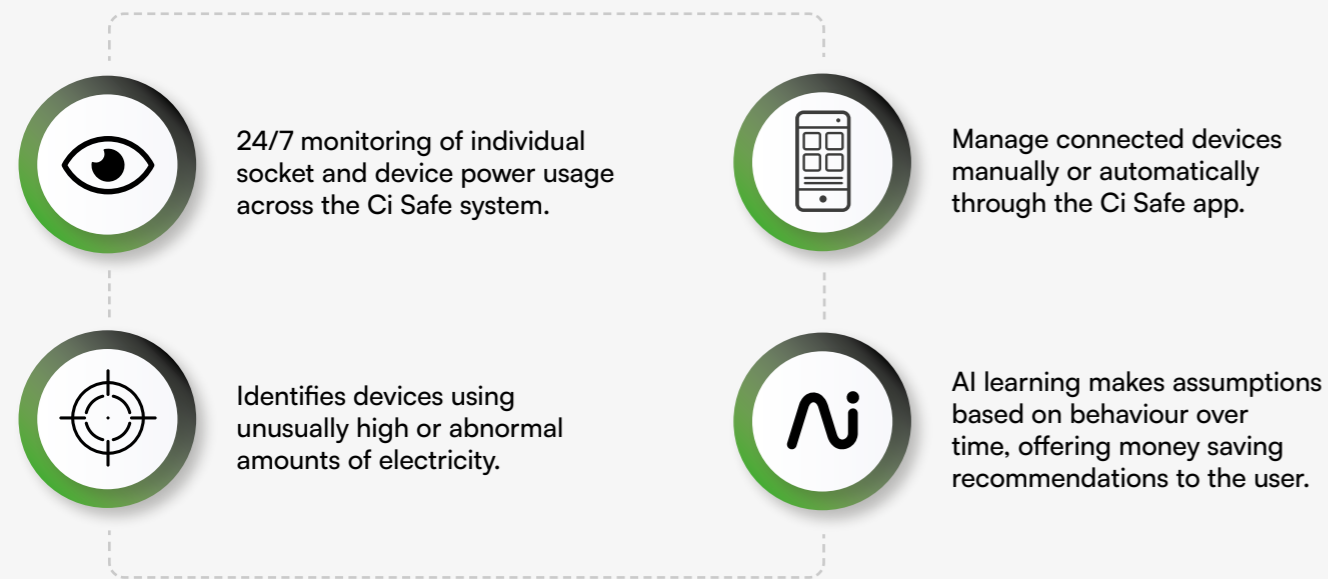 24/7 monitoring of individual
socket and device power usage
across the Ci Safe system.
Manage connected devices
manually or automatically
through the Ci Safe app.
Identifies devices using
unusually high or abnormal
amounts of electricity.
Ai
AI learning makes assumptions
based on behaviour over
time, offering money saving
recommendations to the user.